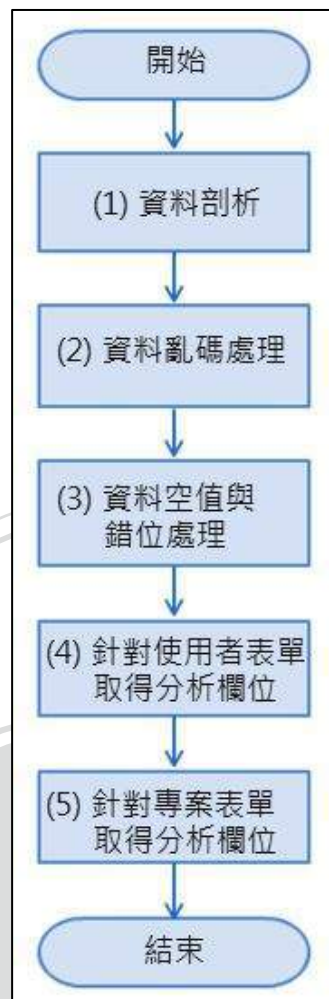 開始
(1) 資料剖析
(2) 資料亂碼處理
(3) 資料空值與
錯位處理
(4) 針對使用者表單
取得分析欄位
(5) 針對專案表單
取得分析欄位
結束